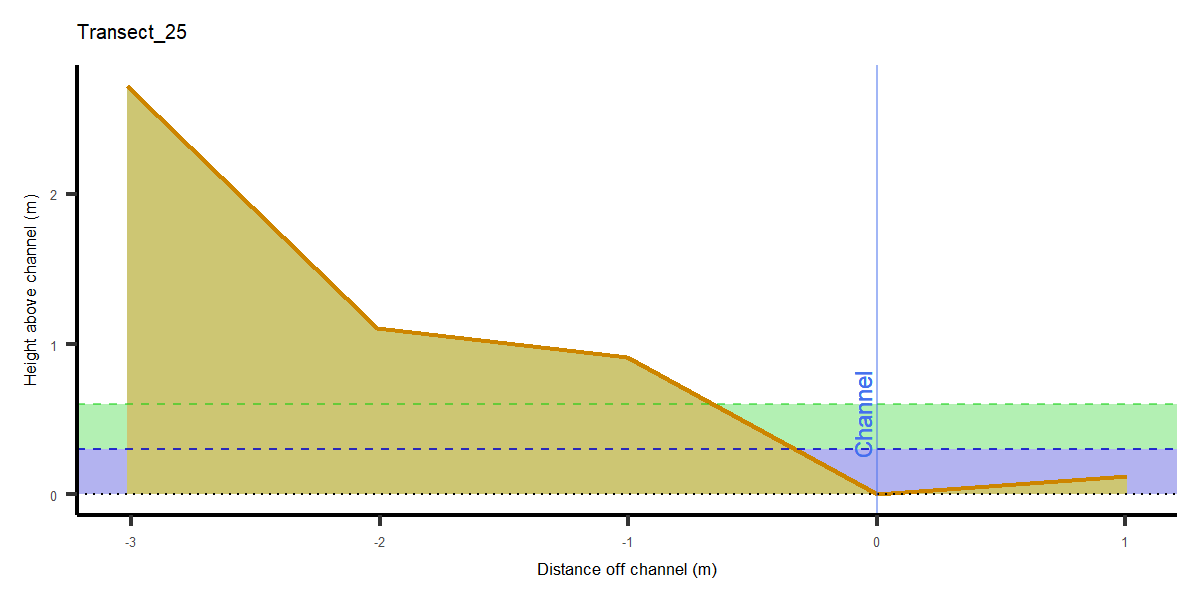 Transect_25
Height above channel (m)
2
1
0
Channel
-3
-2
-1
0
1
Distance off channel (m)